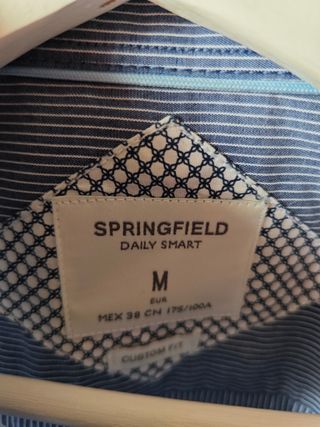 SPRINGFIELD
DAILY SMART
M
EUR
MEX 38 CN 175/100A
CUSTOM FIT